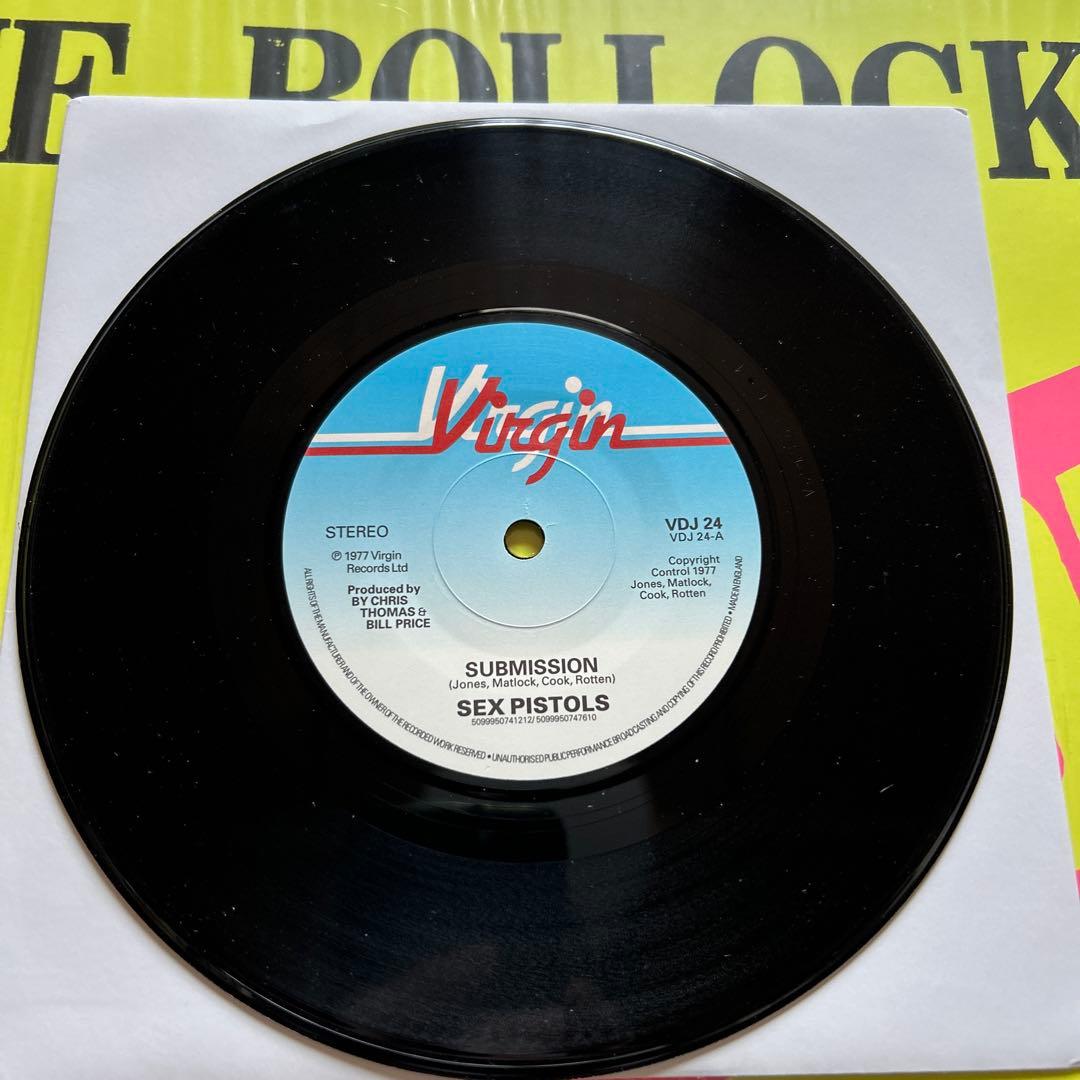 E BOLLOCK
Virgin
STEREO
℗ 1977 Virgin
Records Ltd
Produced by
BY CHRIS
THOMAS &
BILL PRICE
VDJ 24
VDJ 24-A
Copyright
Control 1977
Jones, Matlock,
Cook, Rotten
SUBMISSION
(Jones, Matlock, Cook, Rotten)
SEX PISTOLS
5099950741212/5099950747610
ALL RIGHTS OF THE MANUFACTURER AND OF THE OWNER OF THE RECORDED WORK RESERVED • UNAUTHORISED PUBLIC PERFORMANCE BROADCASTING AND COPYING OF THIS RECORD PROHIBITED • MADE IN ENGLAND